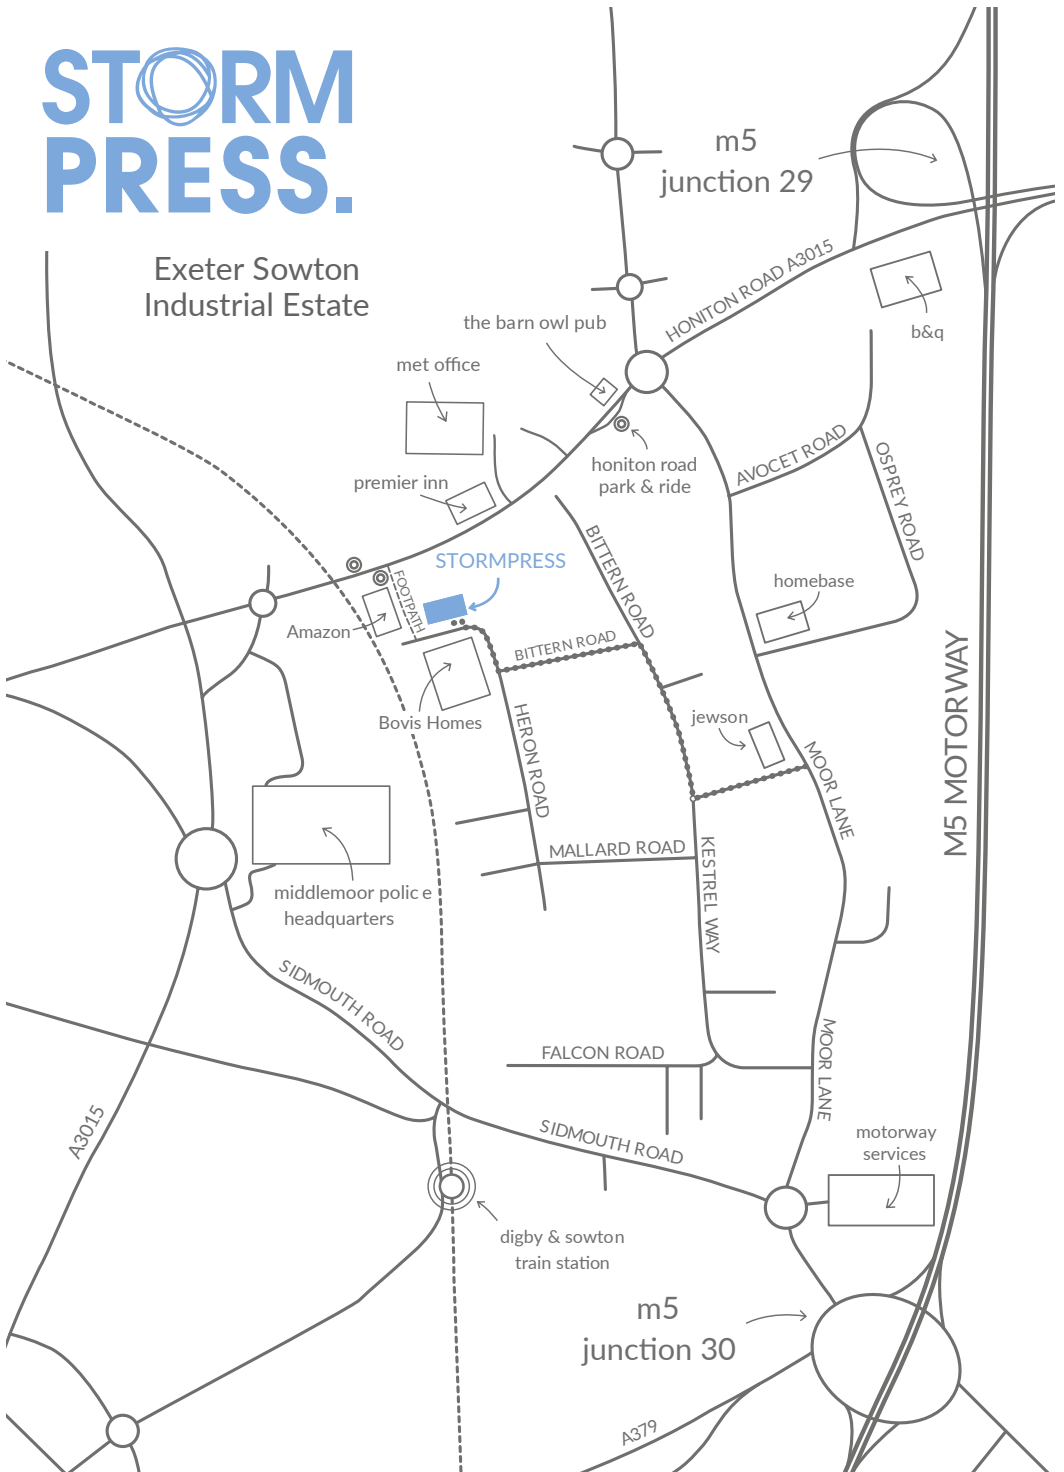 STORM
PRESS.
Exeter Sowton
Industrial Estate
m5
junction 29
HONITON ROAD A3015
b&q
the barn owl pub
met office
honiton road
park & ride
premier inn
AVOCET ROAD
OSPREY ROAD
STORMPRESS
BITTERN ROAD
FOOTPATH
homebase
Amazon
BITTERN ROAD
Bovis Homes
jewson
HERON ROAD
M5 MOTORWAY
MOOR LANE
MALLARD ROAD
KESTREL WAY
middlemoor police
headquarters
SIDMOUTH ROAD
FALCON ROAD
MOOR LANE
A3015
SIDMOUTH ROAD
motorway
services
digby & sowton
train station
m5
junction 30
A379